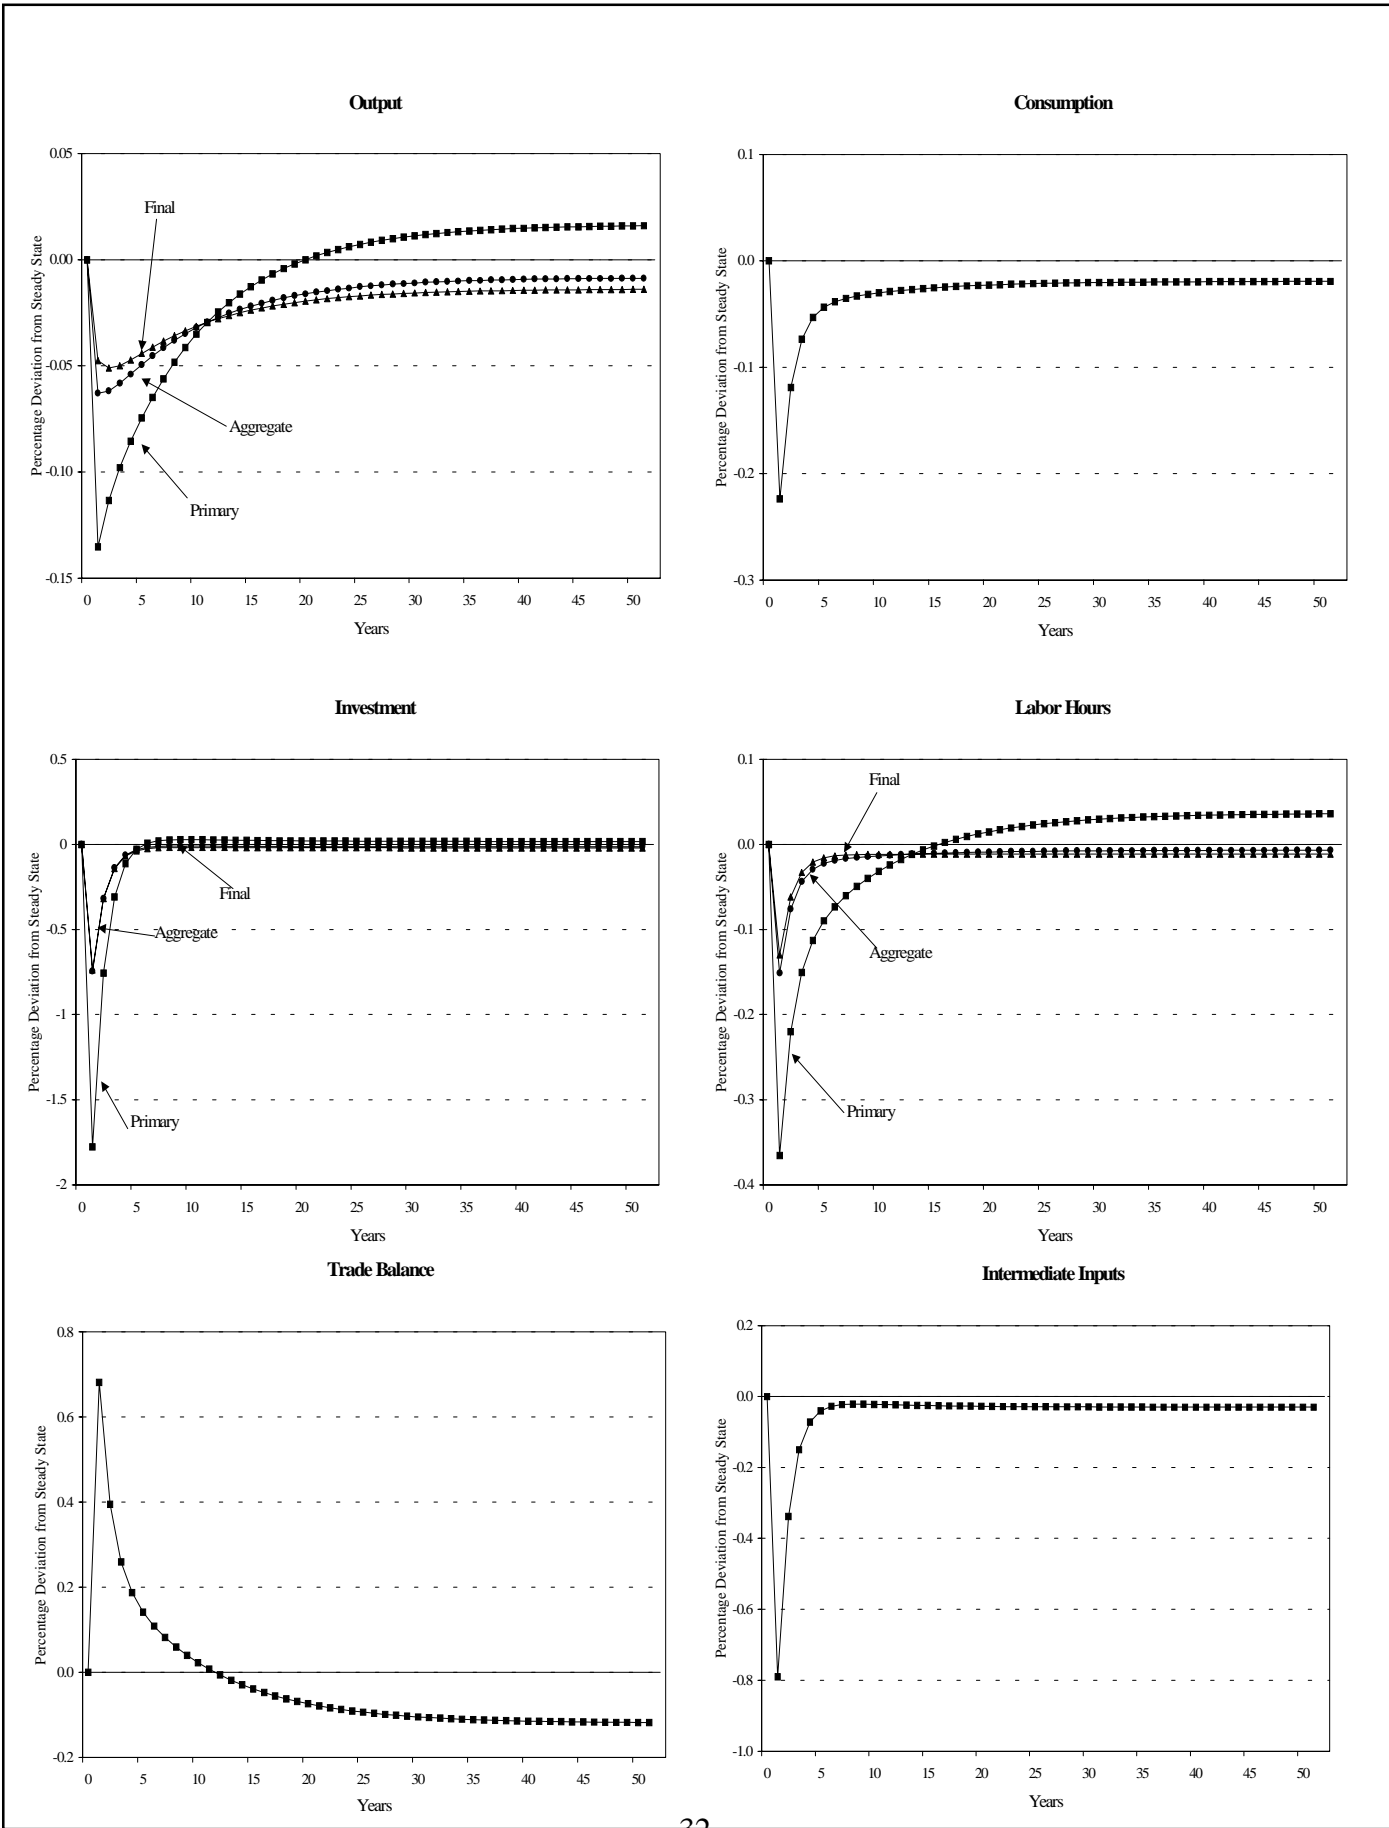 Output
Percentage Deviation from Steady State
0.05
0.00
-0.05
-0.10
-0.15
Final
Aggregate
Primary
0 5 10 15 20 25 30 35 40 45 50
Years
Consumption
Percentage Deviation from Steady State
0.1
0.0
-0.1
-0.2
-0.3
0 5 10 15 20 25 30 35 40 45 50
Years
Investment
Percentage Deviation from Steady State
0.5
0
-0.5
-1
-1.5
-2
Final
Aggregate
Primary
0 5 10 15 20 25 30 35 40 45 50
Years
Labor Hours
Percentage Deviation from Steady State
0.1
0.0
-0.1
-0.2
-0.3
-0.4
Final
Aggregate
Primary
0 5 10 15 20 25 30 35 40 45 50
Years
Trade Balance
Percentage Deviation from Steady State
0.8
0.6
0.4
0.2
0.0
-0.2
0 5 10 15 20 25 30 35 40 45 50
Years
Intermediate Inputs
Percentage Deviation from Steady State
0.2
0.0
-0.2
-0.4
-0.6
-0.8
-1.0
0 5 10 15 20 25 30 35 40 45 50
Years
32